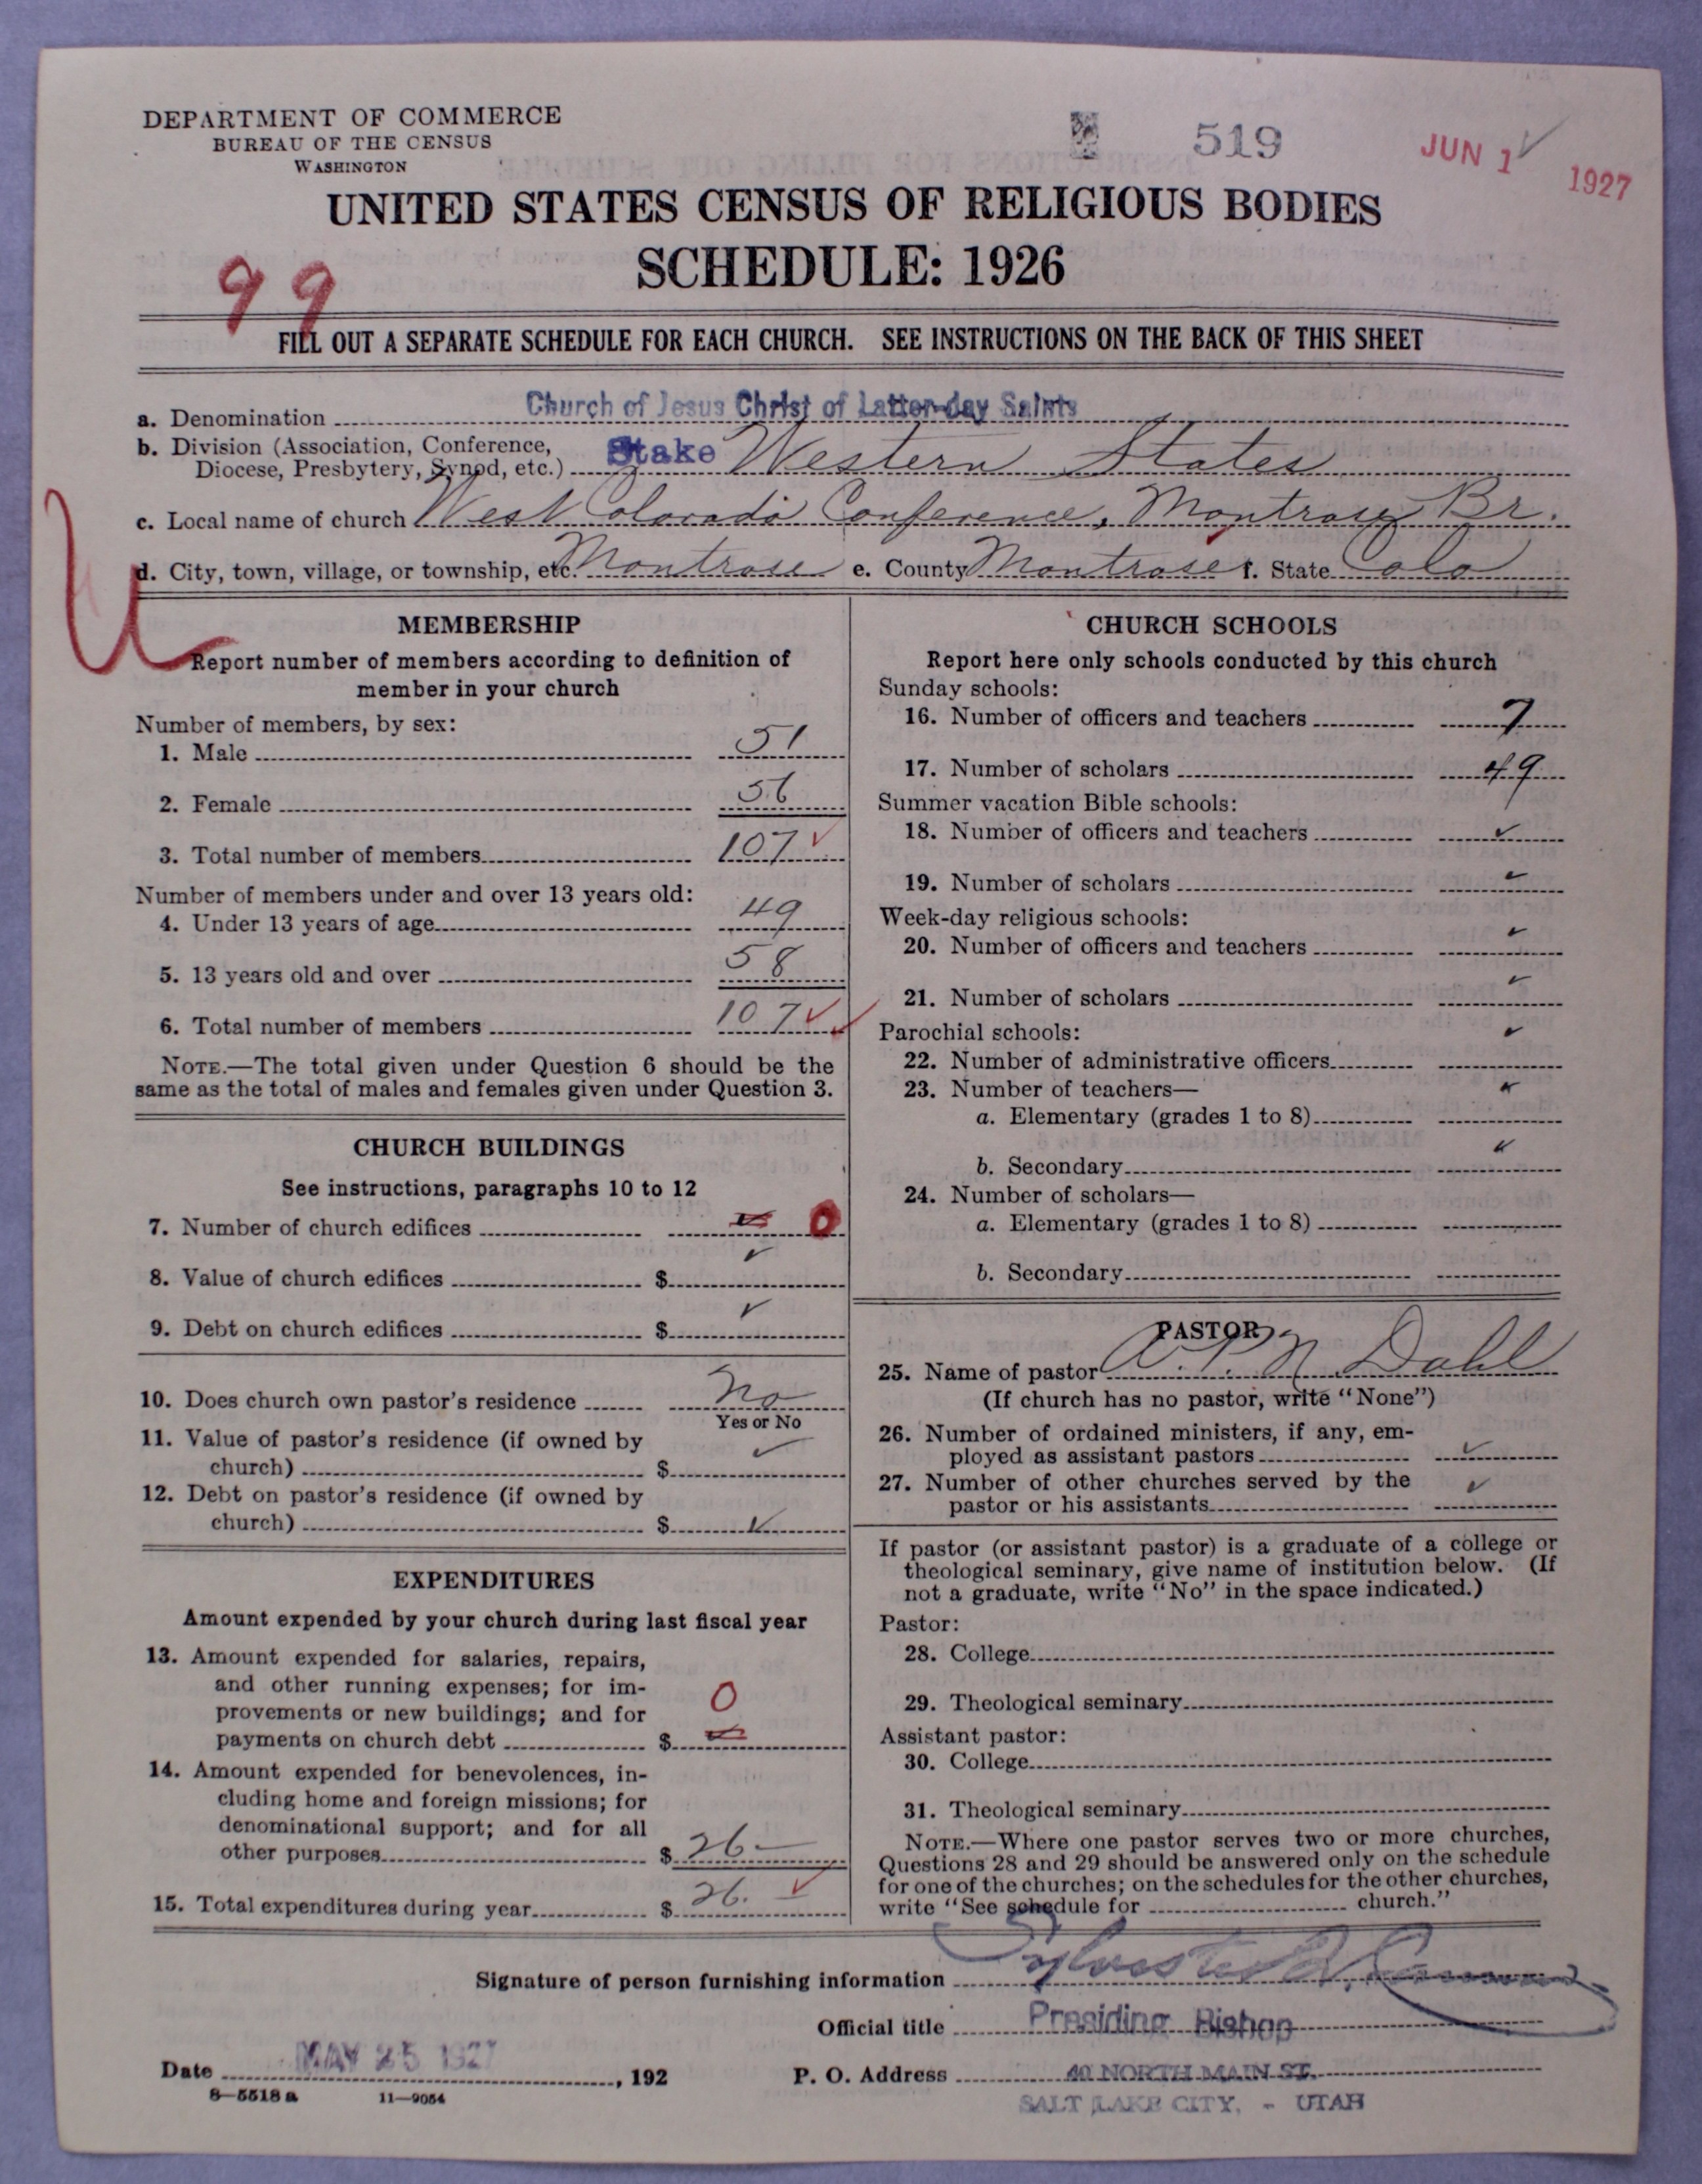 DEPARTMENT OF COMMERCE
BUREAU OF THE CENSUS
WASHINGTON
519
JUN 1 1927
UNITED STATES CENSUS OF RELIGIOUS BODIES
SCHEDULE: 1926
99
FILL OUT A SEPARATE SCHEDULE FOR EACH CHURCH. SEE INSTRUCTIONS ON THE BACK OF THIS SHEET
a. Denomination Church of Jesus Christ of Latter-day Saints
b. Division (Association, Conference,
Diocese, Presbytery, Synod, etc.) Stake Western States
c. Local name of church West Colorado Conference, Montrose Br.
d. City, town, village, or township, etc. Montrose e. County Montrose f. State Colo
MEMBERSHIP
Report number of members according to definition of
member in your church
Number of members, by sex:
1. Male 51
2. Female 56
3. Total number of members 107 ✓
Number of members under and over 13 years old:
4. Under 13 years of age 49
5. 13 years old and over 58
6. Total number of members 107 ✓ ✓
NOTE.—The total given under Question 6 should be the
same as the total of males and females given under Question 3.
CHURCH BUILDINGS
See instructions, paragraphs 10 to 12
7. Number of church edifices 0
8. Value of church edifices $ ✓
9. Debt on church edifices $ ✓
10. Does church own pastor's residence No
Yes or No
11. Value of pastor's residence (if owned by
church) $ ✓
12. Debt on pastor's residence (if owned by
church) $ ✓
EXPENDITURES
Amount expended by your church during last fiscal year
13. Amount expended for salaries, repairs,
and other running expenses; for im-
provements or new buildings; and for
payments on church debt $ 0
14. Amount expended for benevolences, in-
cluding home and foreign missions; for
denominational support; and for all
other purposes $ 26-
15. Total expenditures during year $ 26. ✓
CHURCH SCHOOLS
Report here only schools conducted by this church
Sunday schools:
16. Number of officers and teachers 7
17. Number of scholars 49
Summer vacation Bible schools:
18. Number of officers and teachers ✓
19. Number of scholars ✓
Week-day religious schools:
20. Number of officers and teachers ✓
21. Number of scholars ✓
Parochial schools:
22. Number of administrative officers ✓
23. Number of teachers—
a. Elementary (grades 1 to 8) ✓
b. Secondary ✓
24. Number of scholars—
a. Elementary (grades 1 to 8)
b. Secondary
PASTOR
25. Name of pastor A. P. N. Dahl
(If church has no pastor, write "None")
26. Number of ordained ministers, if any, em-
ployed as assistant pastors ✓
27. Number of other churches served by the
pastor or his assistants ✓
If pastor (or assistant pastor) is a graduate of a college or
theological seminary, give name of institution below. (If
not a graduate, write "No" in the space indicated.)
Pastor:
28. College
29. Theological seminary
Assistant pastor:
30. College
31. Theological seminary
NOTE.—Where one pastor serves two or more churches,
Questions 28 and 29 should be answered only on the schedule
for one of the churches; on the schedules for the other churches,
write "See schedule for church."
Signature of person furnishing information Sylvester Q. Cannon
Official title Presiding Bishop
Date MAY 25 1927, 192 P. O. Address 40 NORTH MAIN ST.
8—5518 a 11—9054 SALT LAKE CITY, - UTAH